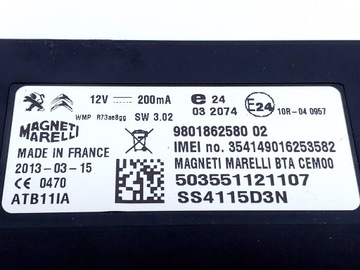 12V ⎓ 200mA
e 24
03 2074
E24
10R-04 0957
WMP R73ae8gg SW 3.02
MAGNETI
MARELLI
MADE IN FRANCE
2013-03-15
CE 0470
ATB11IA
9801862580 02
IMEI no. 354149016253582
MAGNETI MARELLI BTA CEM00
503551121107
SS4115D3N